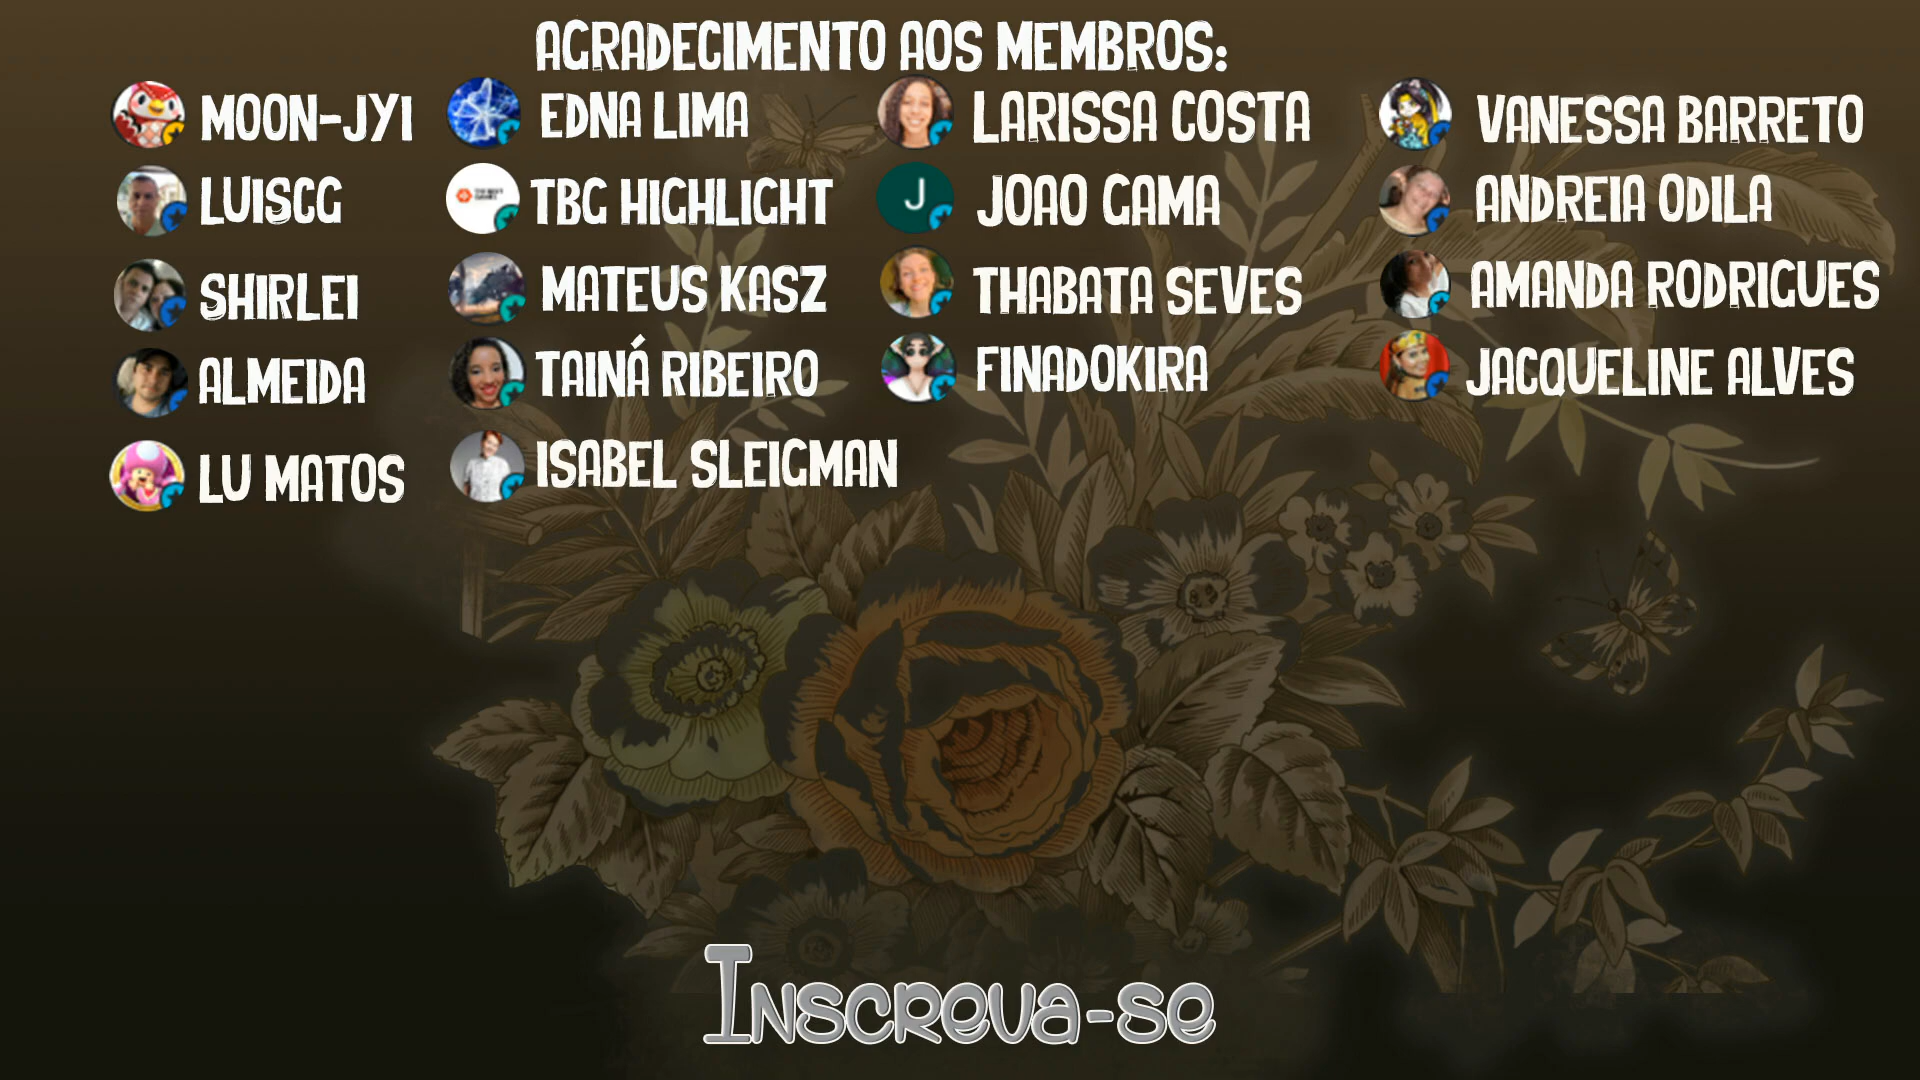 AGRADECIMENTO AOS MEMBROS:
MOON-JYI
LUISCG
SHIRLEI
ALMEIDA
LU MATOS
EDNA LIMA
TBG HIGHLIGHT
MATEUS KASZ
TAINÁ RIBEIRO
ISABEL SLEIGMAN
LARISSA COSTA
J
JOAO GAMA
THABATA SEVES
FINADOKIRA
VANESSA BARRETO
ANDREIA ODILA
AMANDA RODRIGUES
JACQUELINE ALVES
Inscreva-se